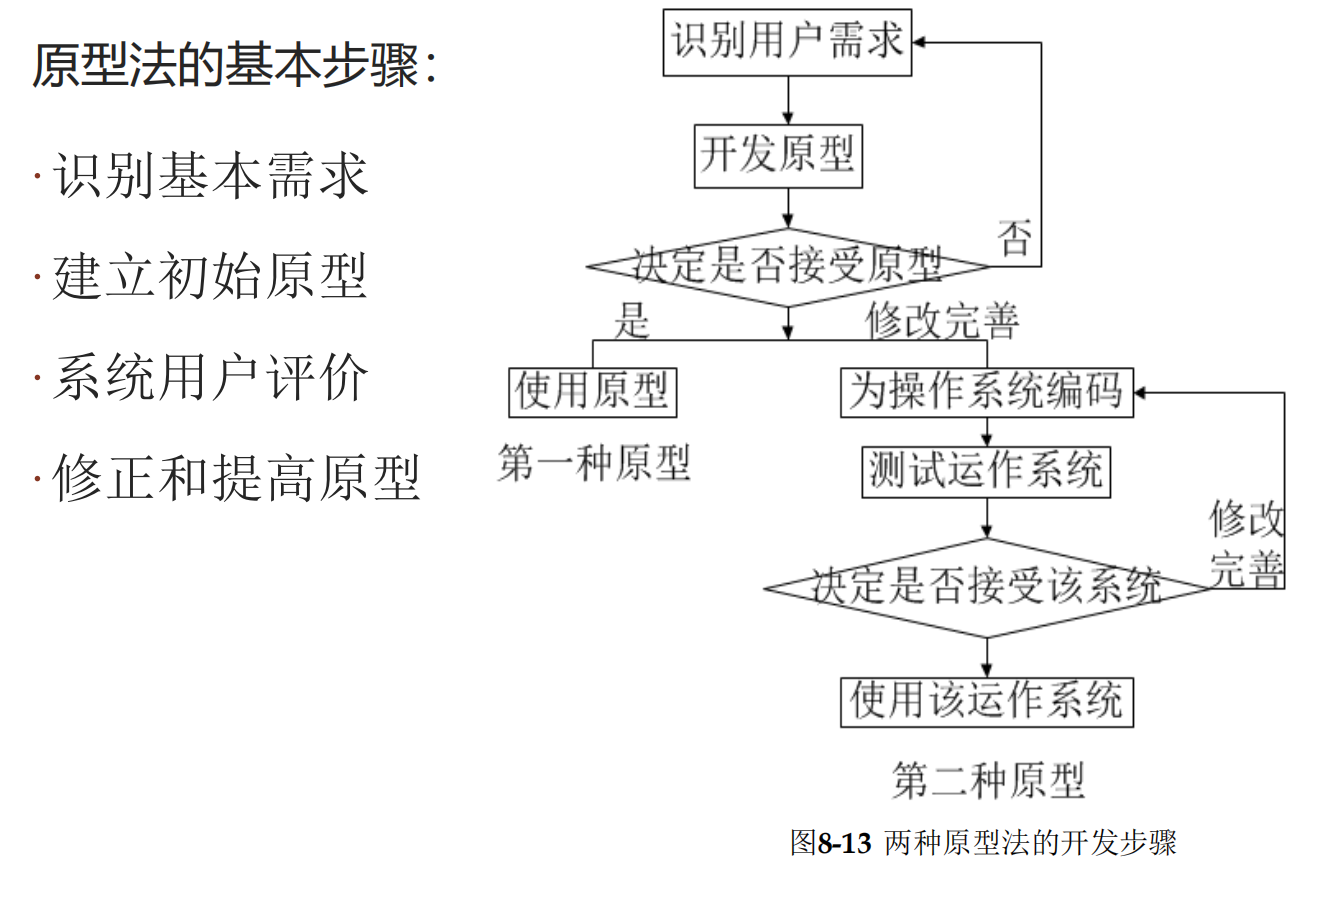 原型法的基本步骤：
·识别基本需求
·建立初始原型
·系统用户评价
·修正和提高原型
识别用户需求
开发原型
决定是否接受原型
否
是
修改完善
使用原型
第一种原型
为操作系统编码
测试运作系统
决定是否接受该系统
修改
完善
使用该运作系统
第二种原型
图8-13 两种原型法的开发步骤